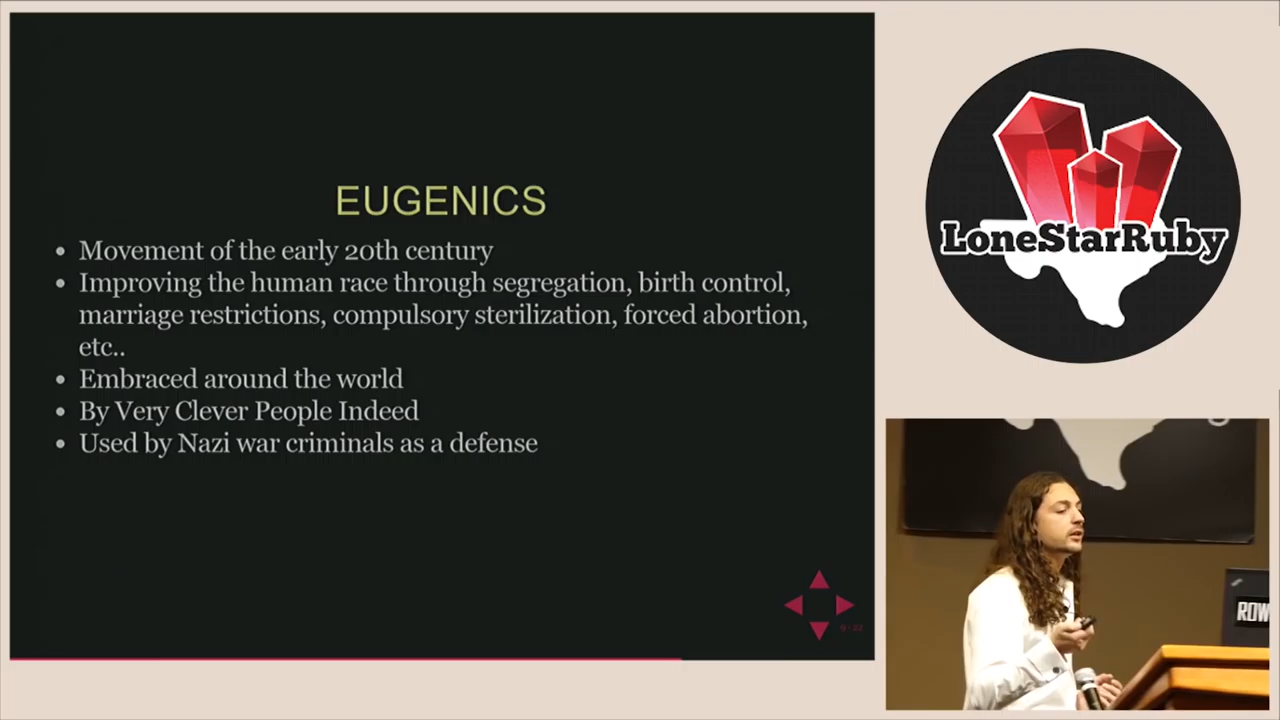 EUGENICS
• Movement of the early 20th century
• Improving the human race through segregation, birth control,
marriage restrictions, compulsory sterilization, forced abortion,
etc..
• Embraced around the world
• By Very Clever People Indeed
• Used by Nazi war criminals as a defense
LoneStarRuby
ROW